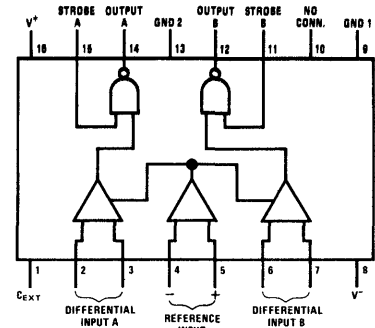 STROBE OUTPUT OUTPUT STROBE NO
V+ A A GND 2 B B CONN. GND 1
16 15 14 13 12 11 10 9
1 2 3 4 5 6 7 8
CEXT − + V−
DIFFERENTIAL REFERENCE DIFFERENTIAL
INPUT A INPUT B